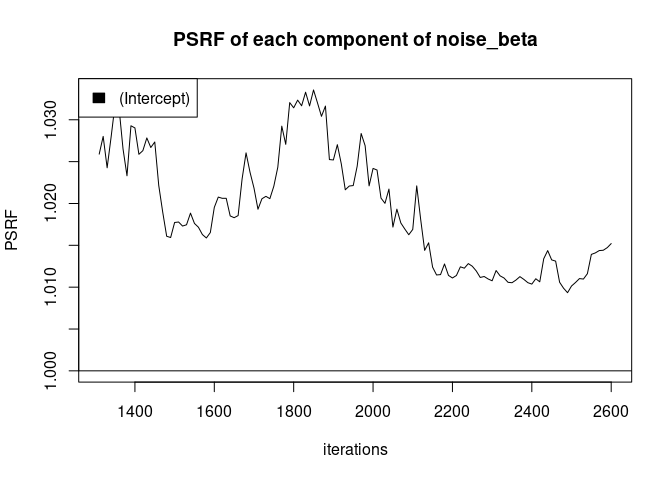 PSRF of each component of noise_beta
(Intercept)
PSRF
1.030
1.020
1.010
1.000
1400 1600 1800 2000 2200 2400 2600
iterations